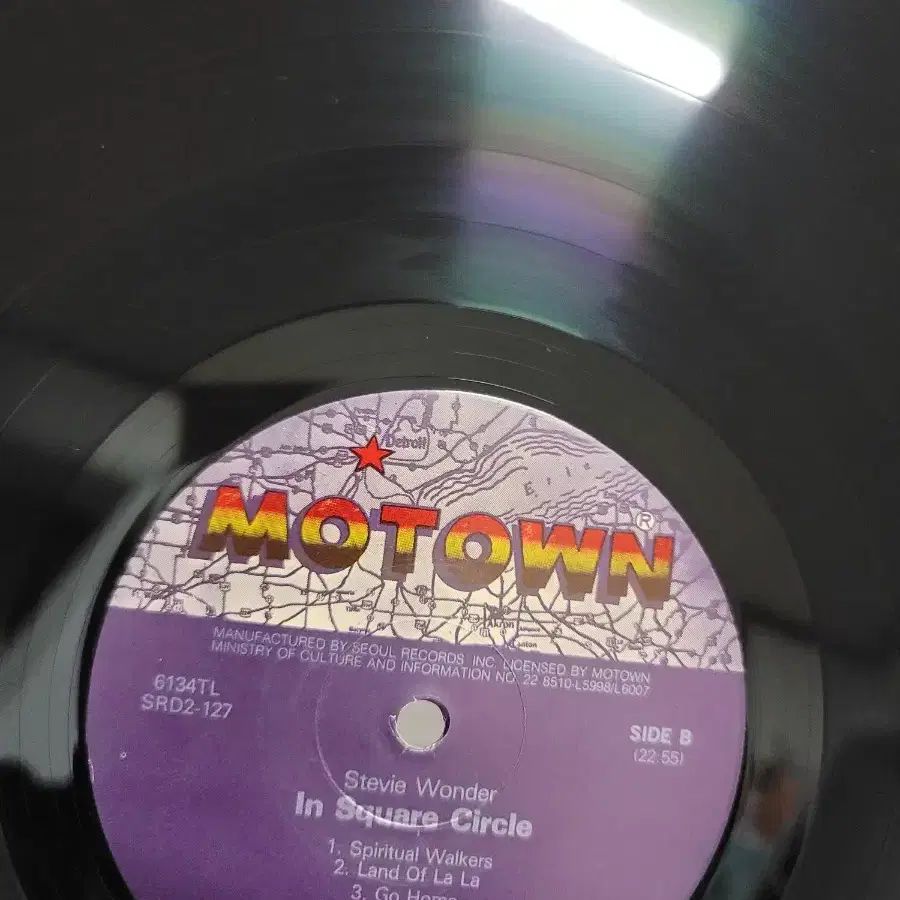 Detroit
Erie
MOTOWN®
Akron
Canton
MANUFACTURED BY SEOUL RECORDS INC. LICENSED BY MOTOWN
MINISTRY OF CULTURE AND INFORMATION NO. 22 8510-L5998/L6007
6134TL
SRD2-127
SIDE B
(22:55)
Stevie Wonder
In Square Circle
1. Spiritual Walkers
2. Land Of La La
3. Go Home